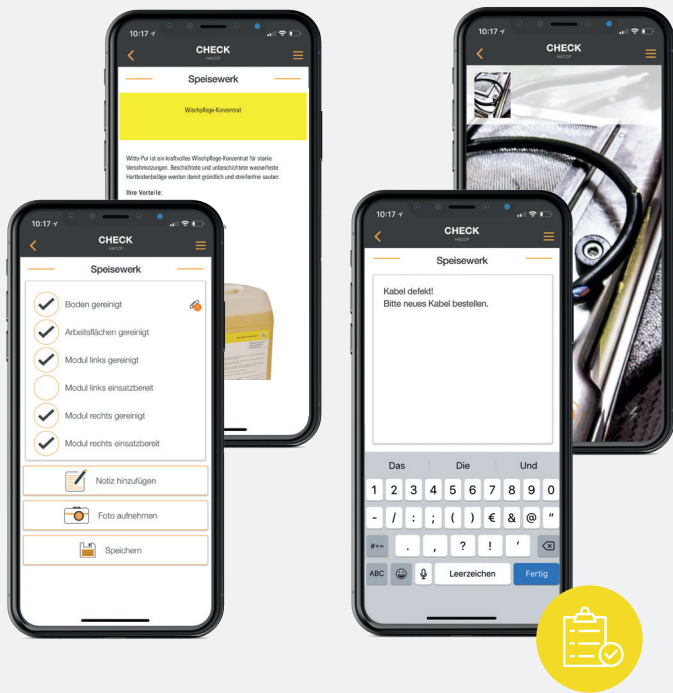 10:17
CHECK
HACCP
Speisewerk
Wischpflege-Konzentrat
Witty-Pur ist ein kraftvolles Wischpflege-Konzentrat für starke
Verschmutzungen. Beschichtete und unbeschichtete wasserfeste
Hartbodenbeläge werden damit gründlich und streifenfrei sauber.
Ihre Vorteile:
10:17
CHECK
HACCP
10:17
CHECK
HACCP
Speisewerk
Boden gereinigt
Arbeitsflächen gereinigt
Modul links gereinigt
Modul links einsatzbereit
Modul rechts gereinigt
Modul rechts einsatzbereit
Notiz hinzufügen
Foto aufnehmen
Speichern
10:17
CHECK
HACCP
Speisewerk
Kabel defekt!
Bitte neues Kabel bestellen.
Das Die Und
1 2 3 4 5 6 7 8 9 0
- / : ; ( ) € & @ "
#+= . , ? ! '
ABC Leerzeichen Fertig